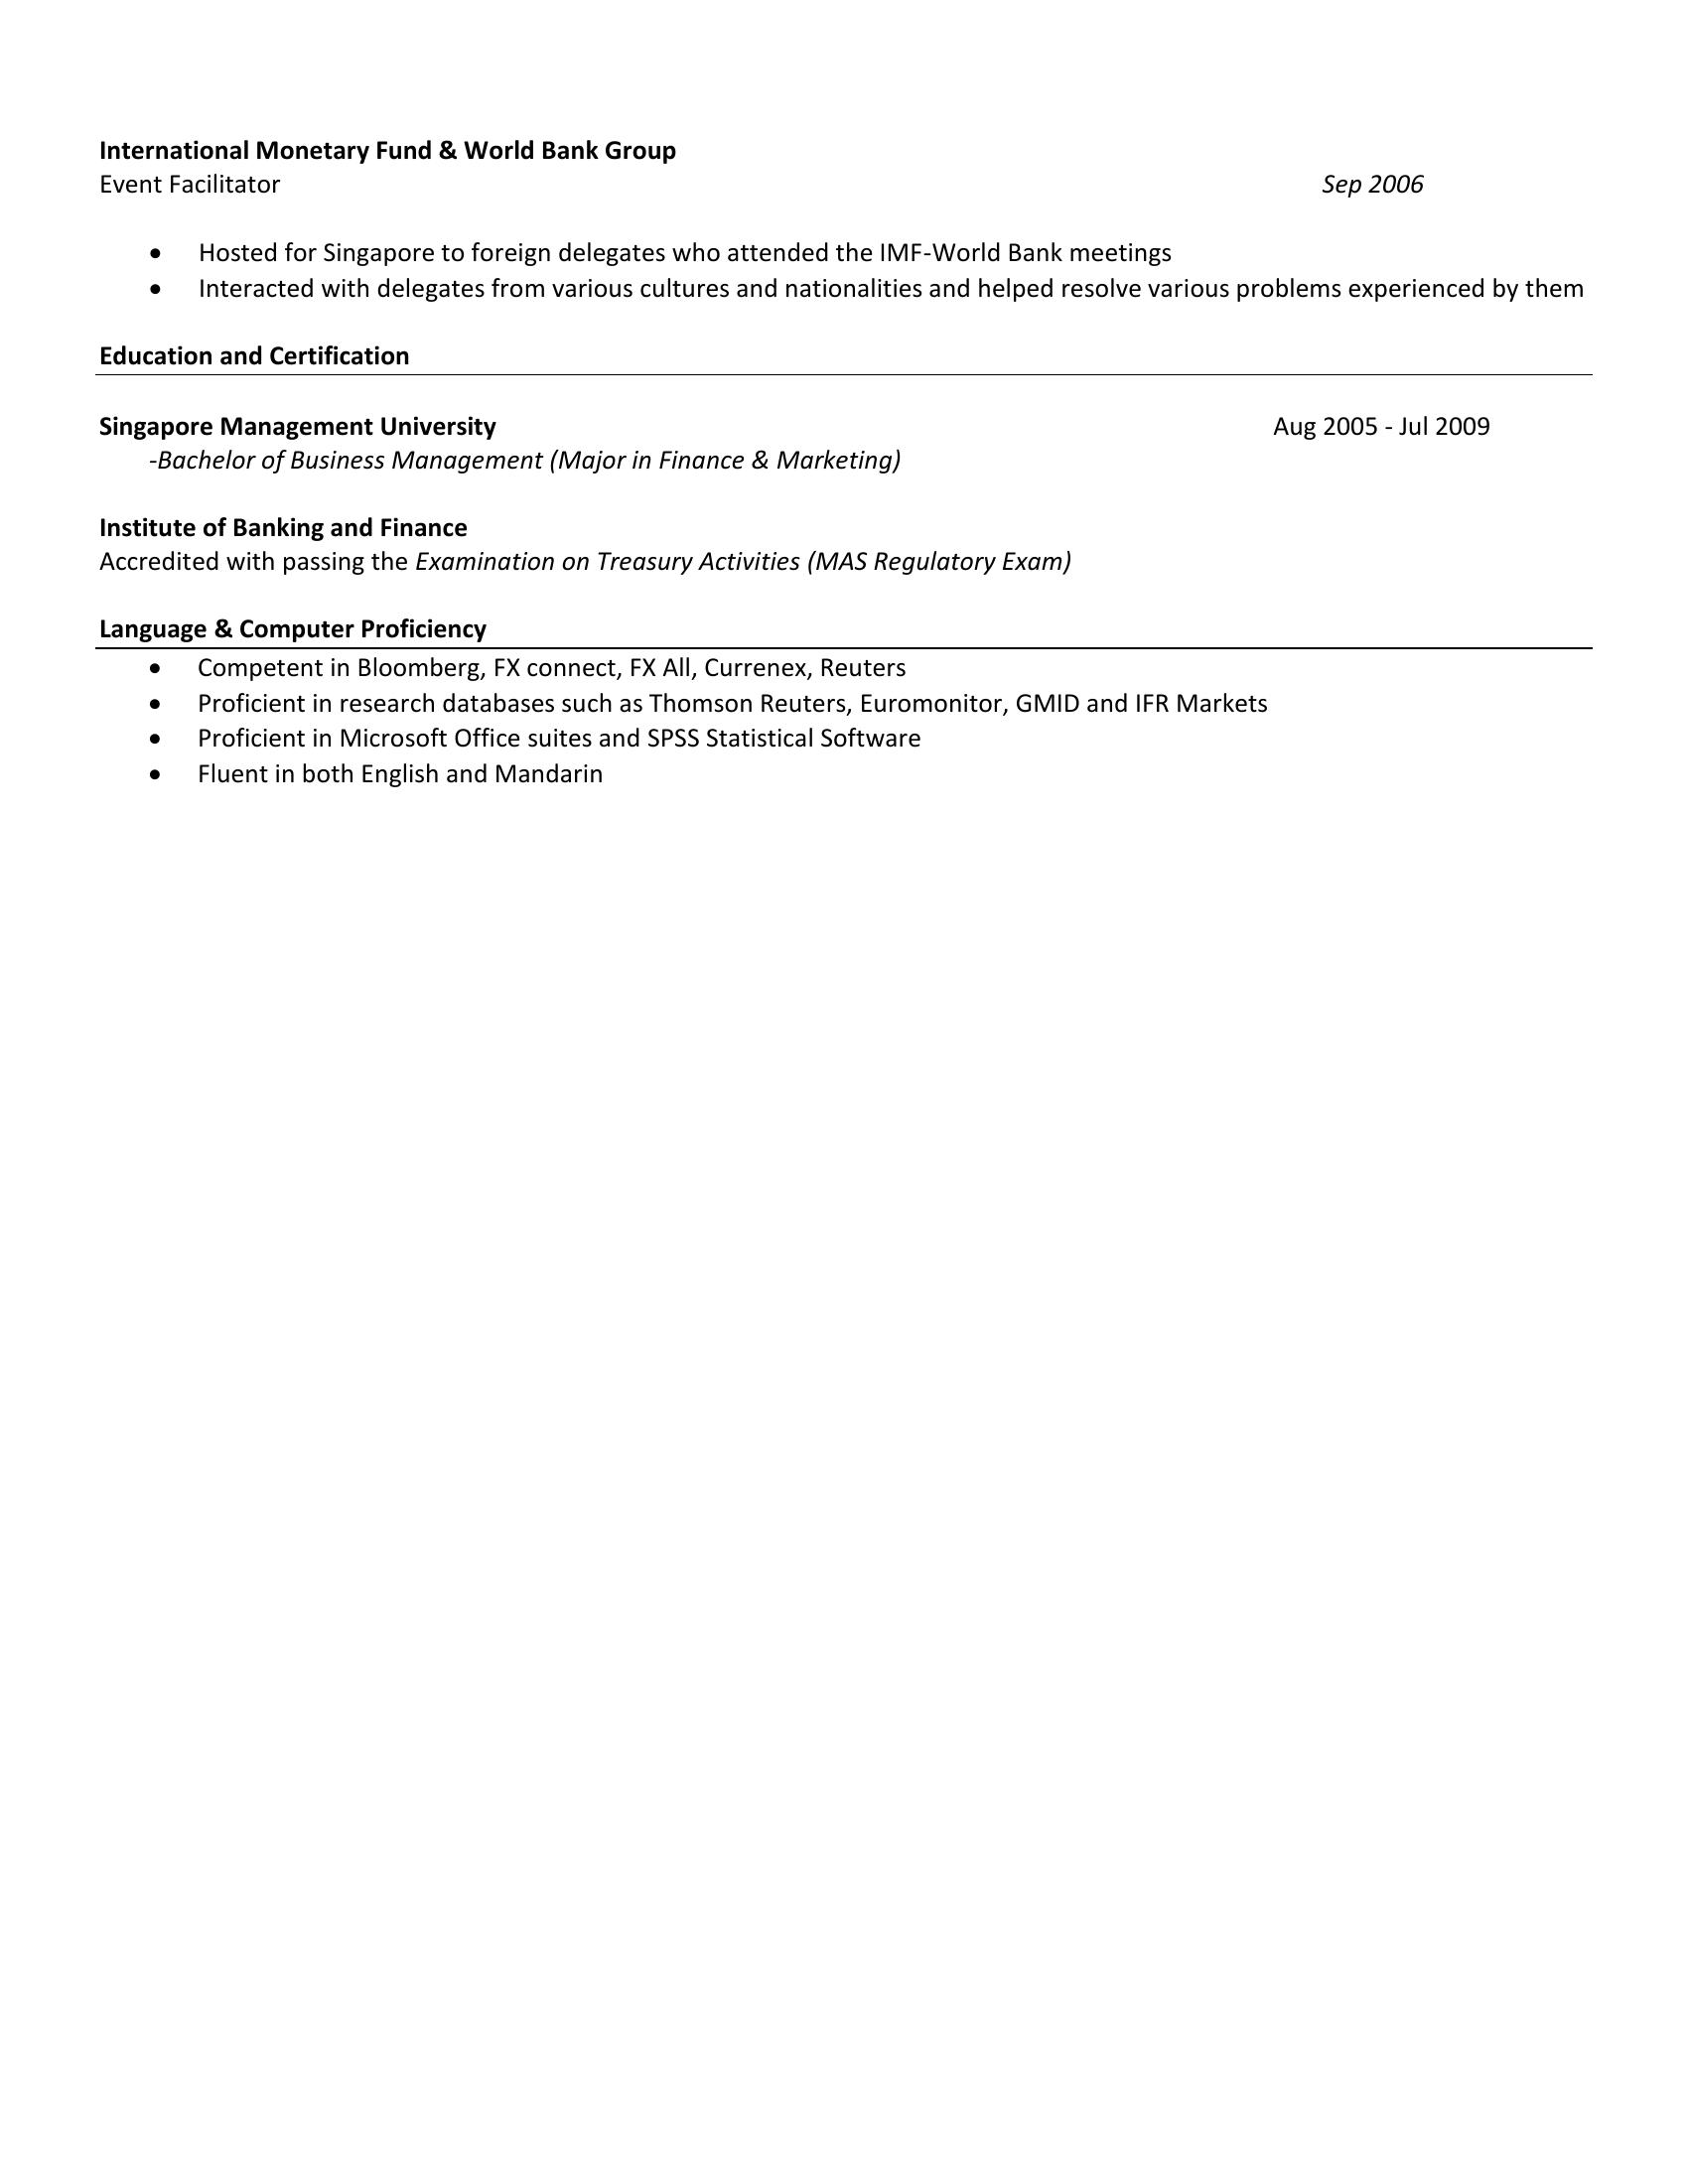 International Monetary Fund & World Bank Group
Event Facilitator Sep 2006
• Hosted for Singapore to foreign delegates who attended the IMF-World Bank meetings
• Interacted with delegates from various cultures and nationalities and helped resolve various problems experienced by them
Education and Certification
Singapore Management University Aug 2005 - Jul 2009
-Bachelor of Business Management (Major in Finance & Marketing)
Institute of Banking and Finance
Accredited with passing the Examination on Treasury Activities (MAS Regulatory Exam)
Language & Computer Proficiency
• Competent in Bloomberg, FX connect, FX All, Currenex, Reuters
• Proficient in research databases such as Thomson Reuters, Euromonitor, GMID and IFR Markets
• Proficient in Microsoft Office suites and SPSS Statistical Software
• Fluent in both English and Mandarin